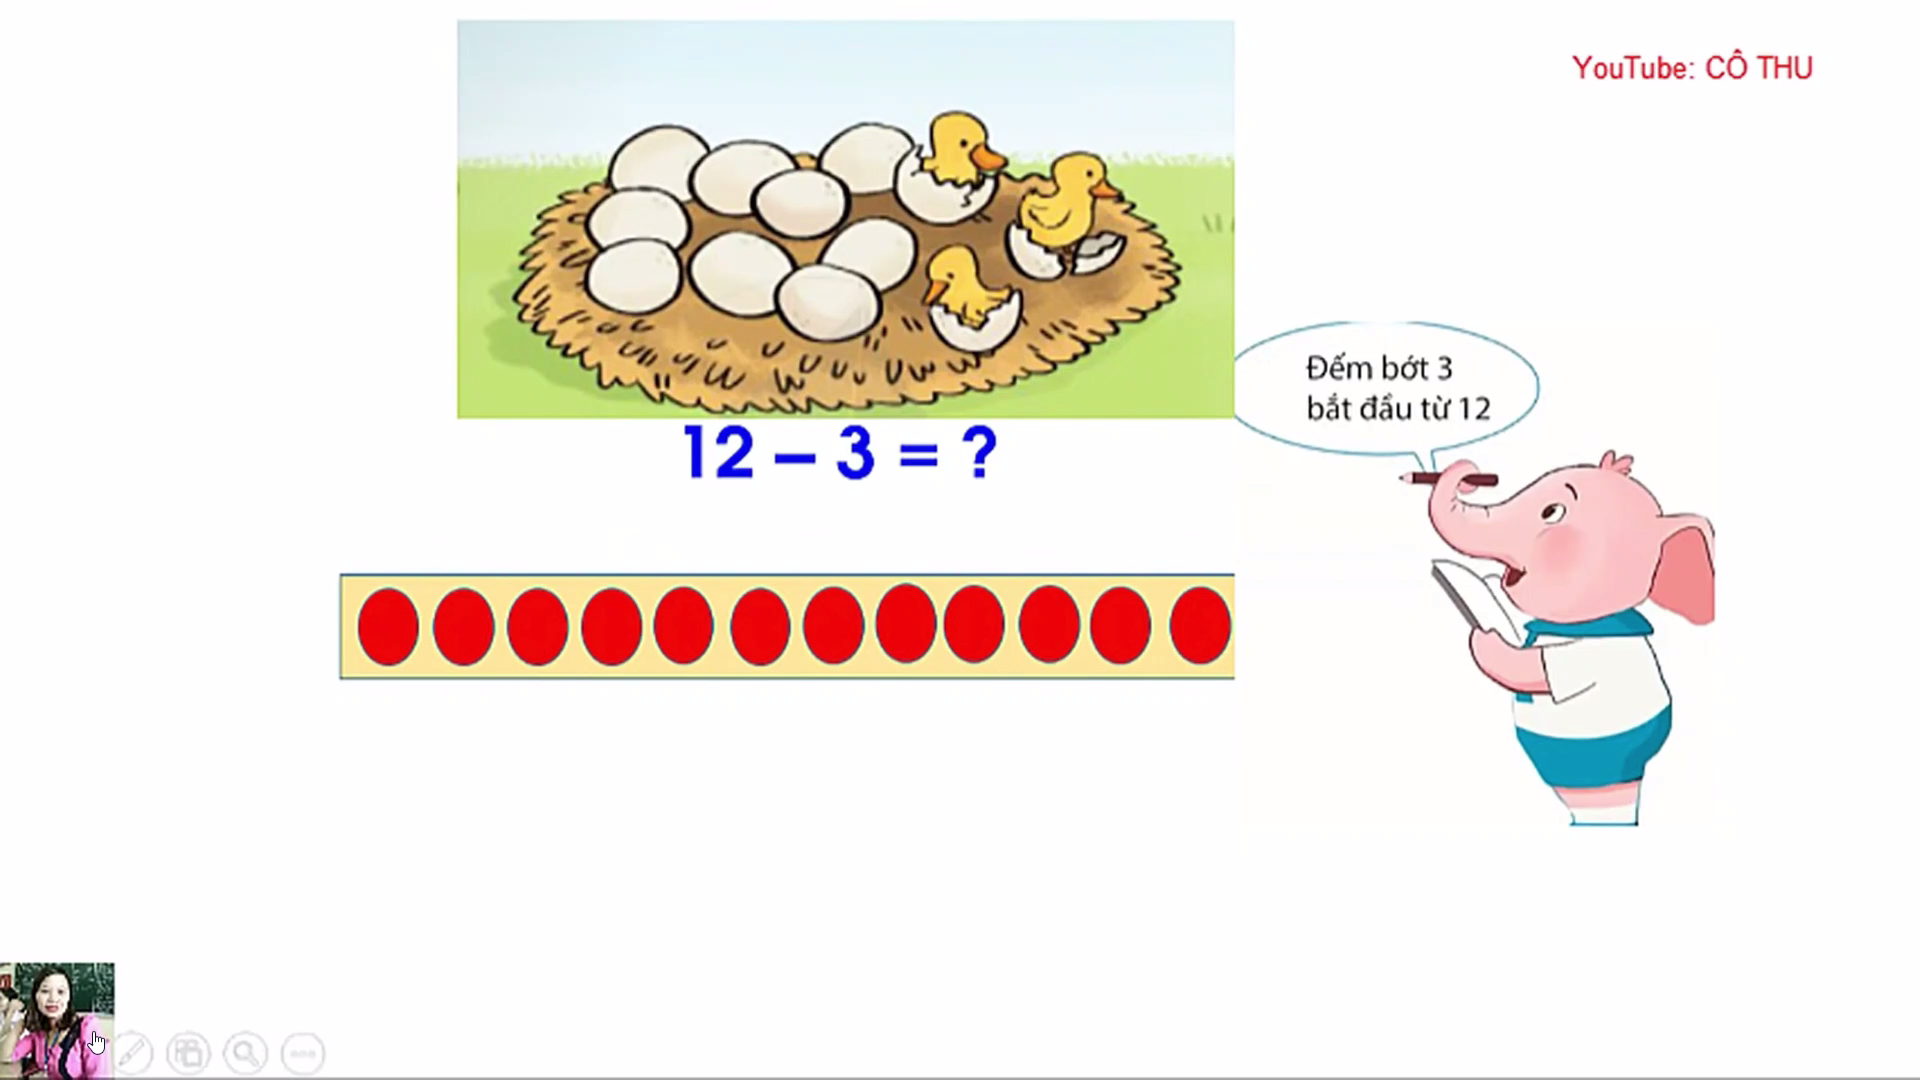 YouTube: CÔ THU
Đếm bớt 3
bắt đầu từ 12
12 – 3 = ?